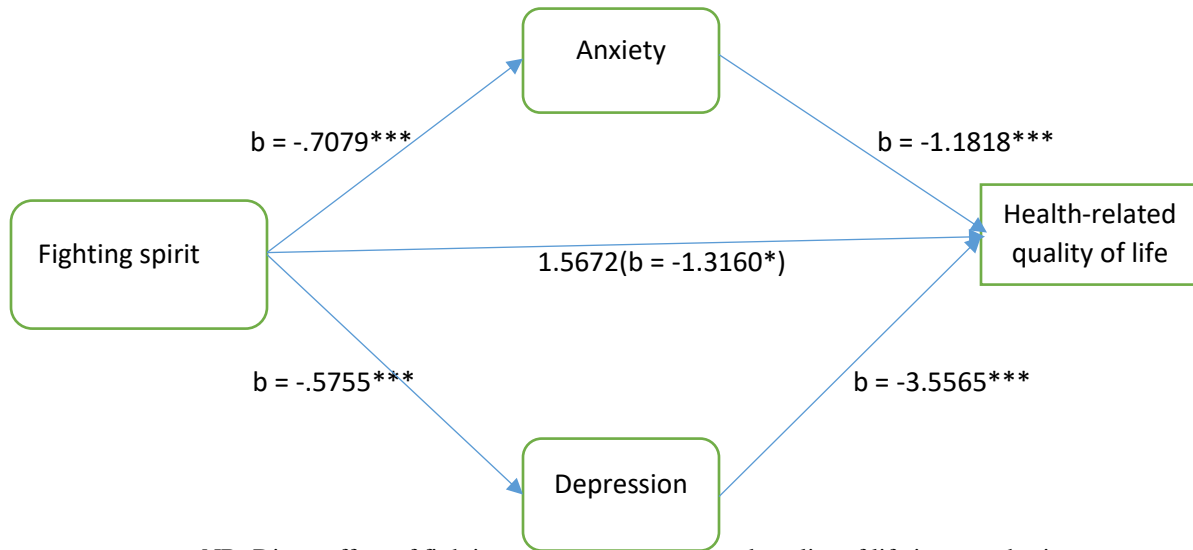 Anxiety
b = -.7079***
b = -1.1818***
Fighting spirit
Health-related
quality of life
1.5672(b = -1.3160*)
b = -.5755***
b = -3.5565***
Depression